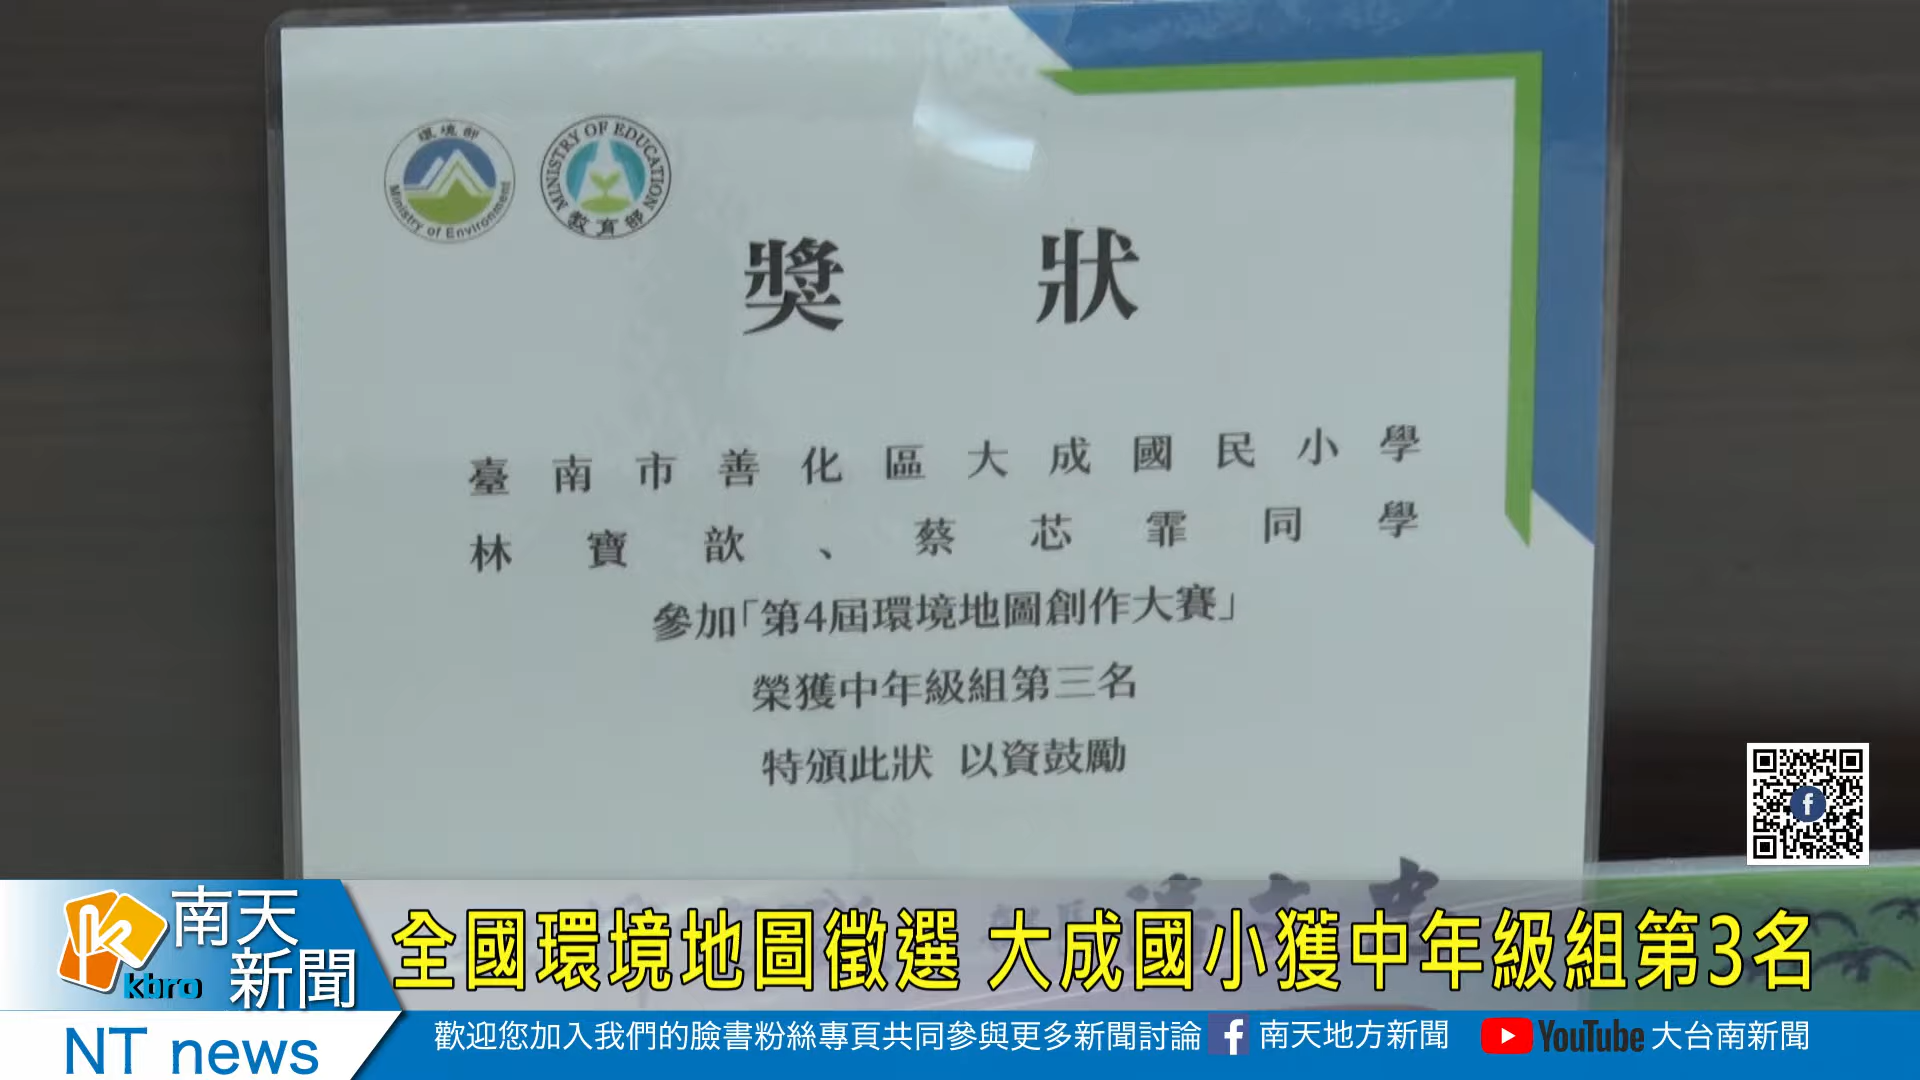 環境部
Ministry of Environment
MINISTRY OF EDUCATION
教育部
獎狀
臺南市善化區大成國民小學
林寶歆、蔡芯霏同學
參加「第4屆環境地圖創作大賽」
榮獲中年級組第三名
特頒此狀 以資鼓勵
南天新聞
kbro
全國環境地圖徵選 大成國小獲中年級組第3名
NT news
歡迎您加入我們的臉書粉絲專頁共同參與更多新聞討論 南天地方新聞 YouTube 大台南新聞